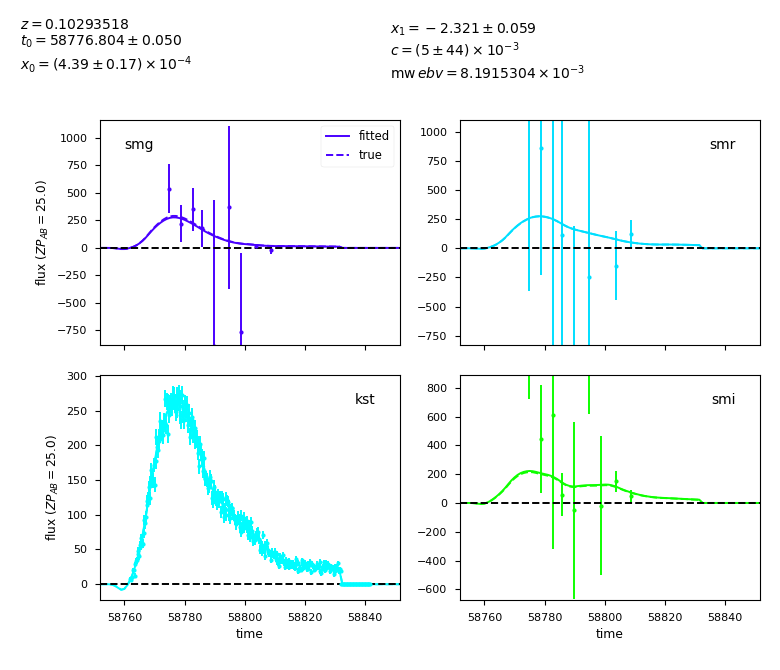 z = 0.10293518
t₀ = 58776.804 ± 0.050
x₀ = (4.39 ± 0.17) × 10⁻⁴
x₁ = −2.321 ± 0.059
c = (5 ± 44) × 10⁻³
mw ebv = 8.1915304 × 10⁻³
smg
fitted
true
1000
750
500
250
0
−250
−500
−750
flux (ZP_AB = 25.0)
smr
1000
750
500
250
0
−250
−500
−750
kst
300
250
200
150
100
50
0
flux (ZP_AB = 25.0)
58760 58780 58800 58820 58840
time
smi
800
600
400
200
0
−200
−400
−600
58760 58780 58800 58820 58840
time